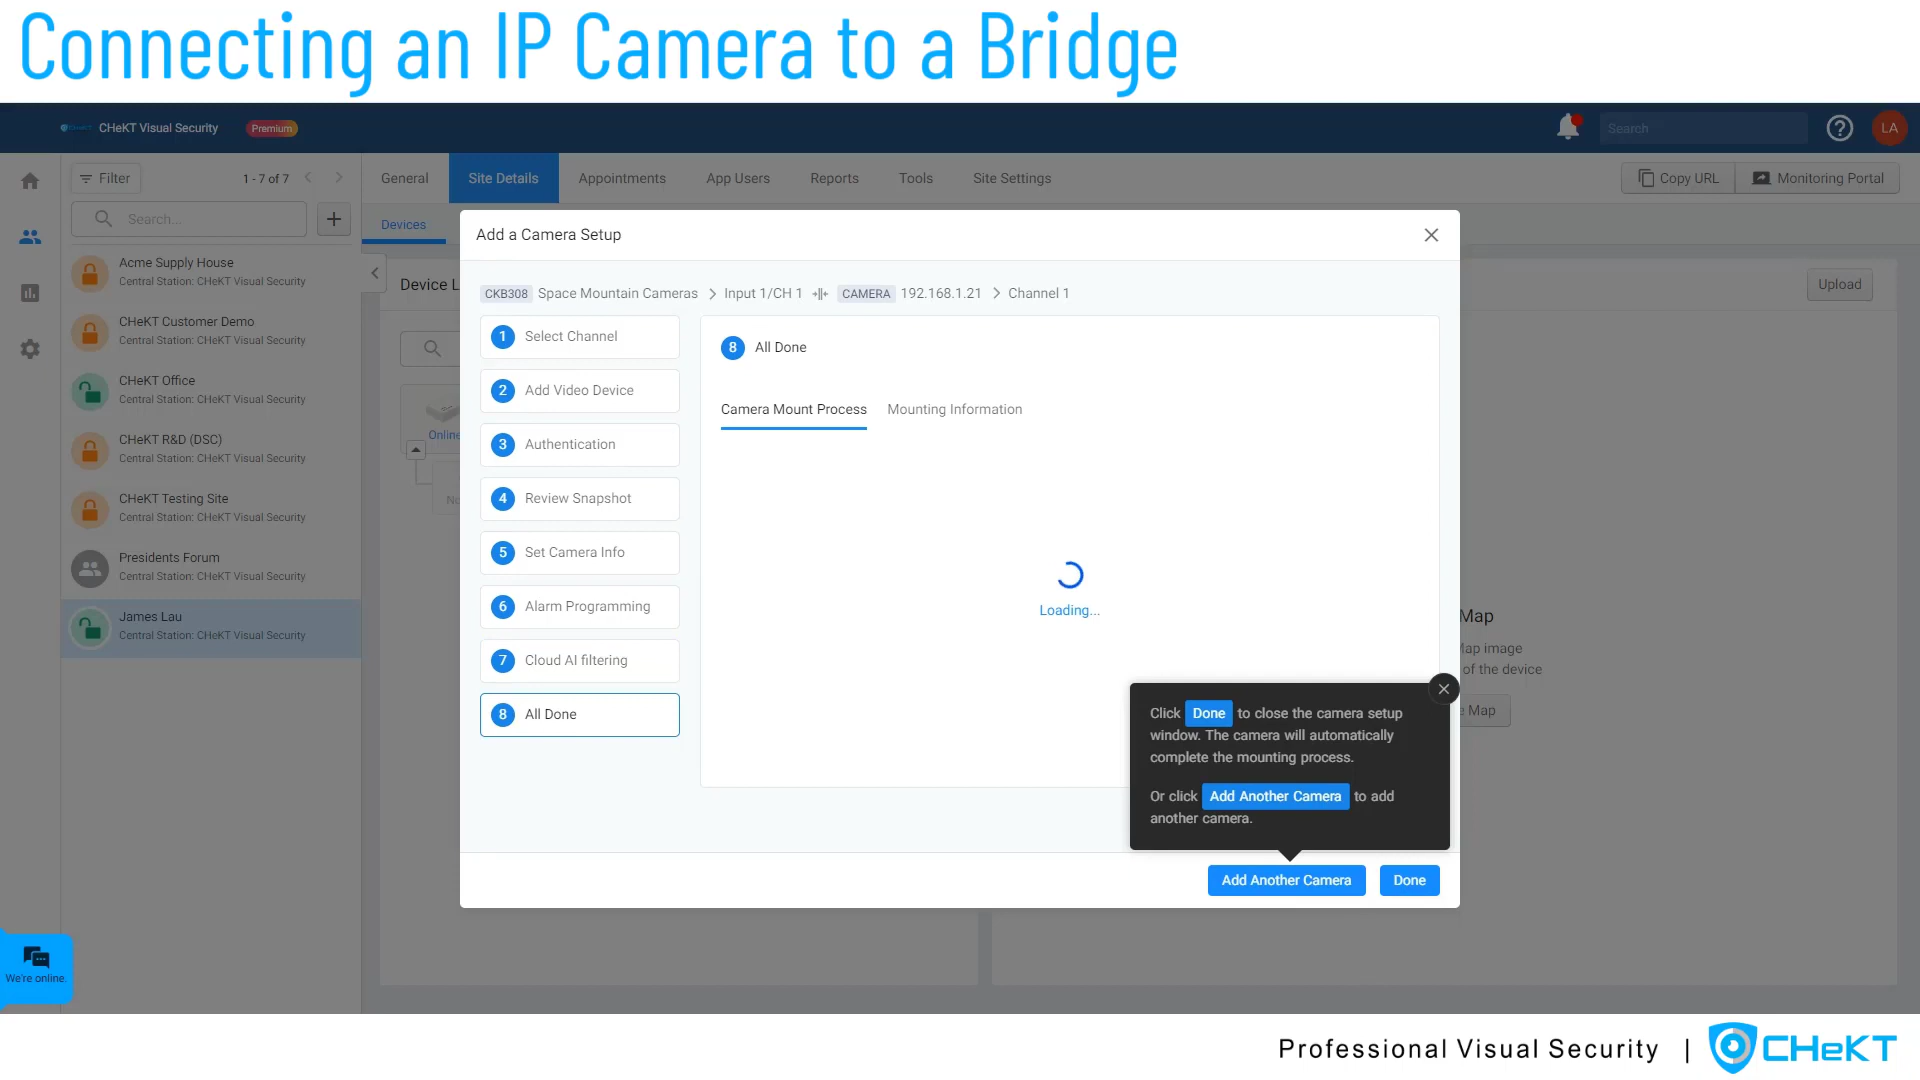 Connecting an IP Camera to a Bridge
CHeKT Visual Security
Premium
Search
LA
Filter
1 - 7 of 7
General
Site Details
Appointments
App Users
Reports
Tools
Site Settings
Copy URL
Monitoring Portal
Search...
Devices
Add a Camera Setup
Acme Supply House
Central Station: CHeKT Visual Security
Device L
Upload
CKB308 Space Mountain Cameras > Input 1/CH 1 CAMERA 192.168.1.21 > Channel 1
CHeKT Customer Demo
Central Station: CHeKT Visual Security
CHeKT Office
Central Station: CHeKT Visual Security
CHeKT R&D (DSC)
Central Station: CHeKT Visual Security
CHeKT Testing Site
Central Station: CHeKT Visual Security
Presidents Forum
Central Station: CHeKT Visual Security
James Lau
Central Station: CHeKT Visual Security
Online
No
1 Select Channel
2 Add Video Device
3 Authentication
4 Review Snapshot
5 Set Camera Info
6 Alarm Programming
7 Cloud AI filtering
8 All Done
8 All Done
Camera Mount Process
Mounting Information
Loading...
Map
Map image
of the device
e Map
Click Done to close the camera setup
window. The camera will automatically
complete the mounting process.
Or click Add Another Camera to add
another camera.
Add Another Camera
Done
We're online.
Professional Visual Security |
CHeKT